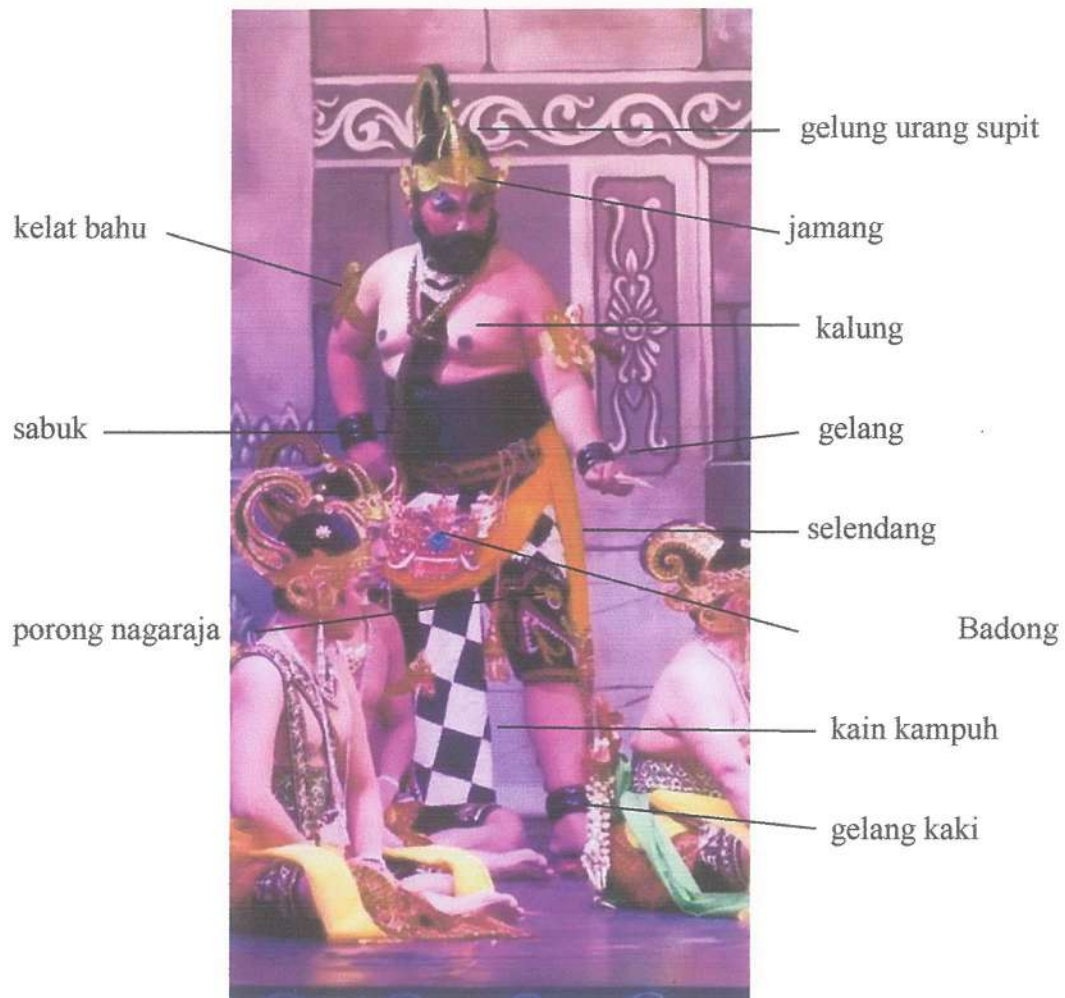 gelung urang supit
kelat bahu
jamang
kalung
sabuk
gelang
selendang
porong nagaraja
Badong
kain kampuh
gelang kaki